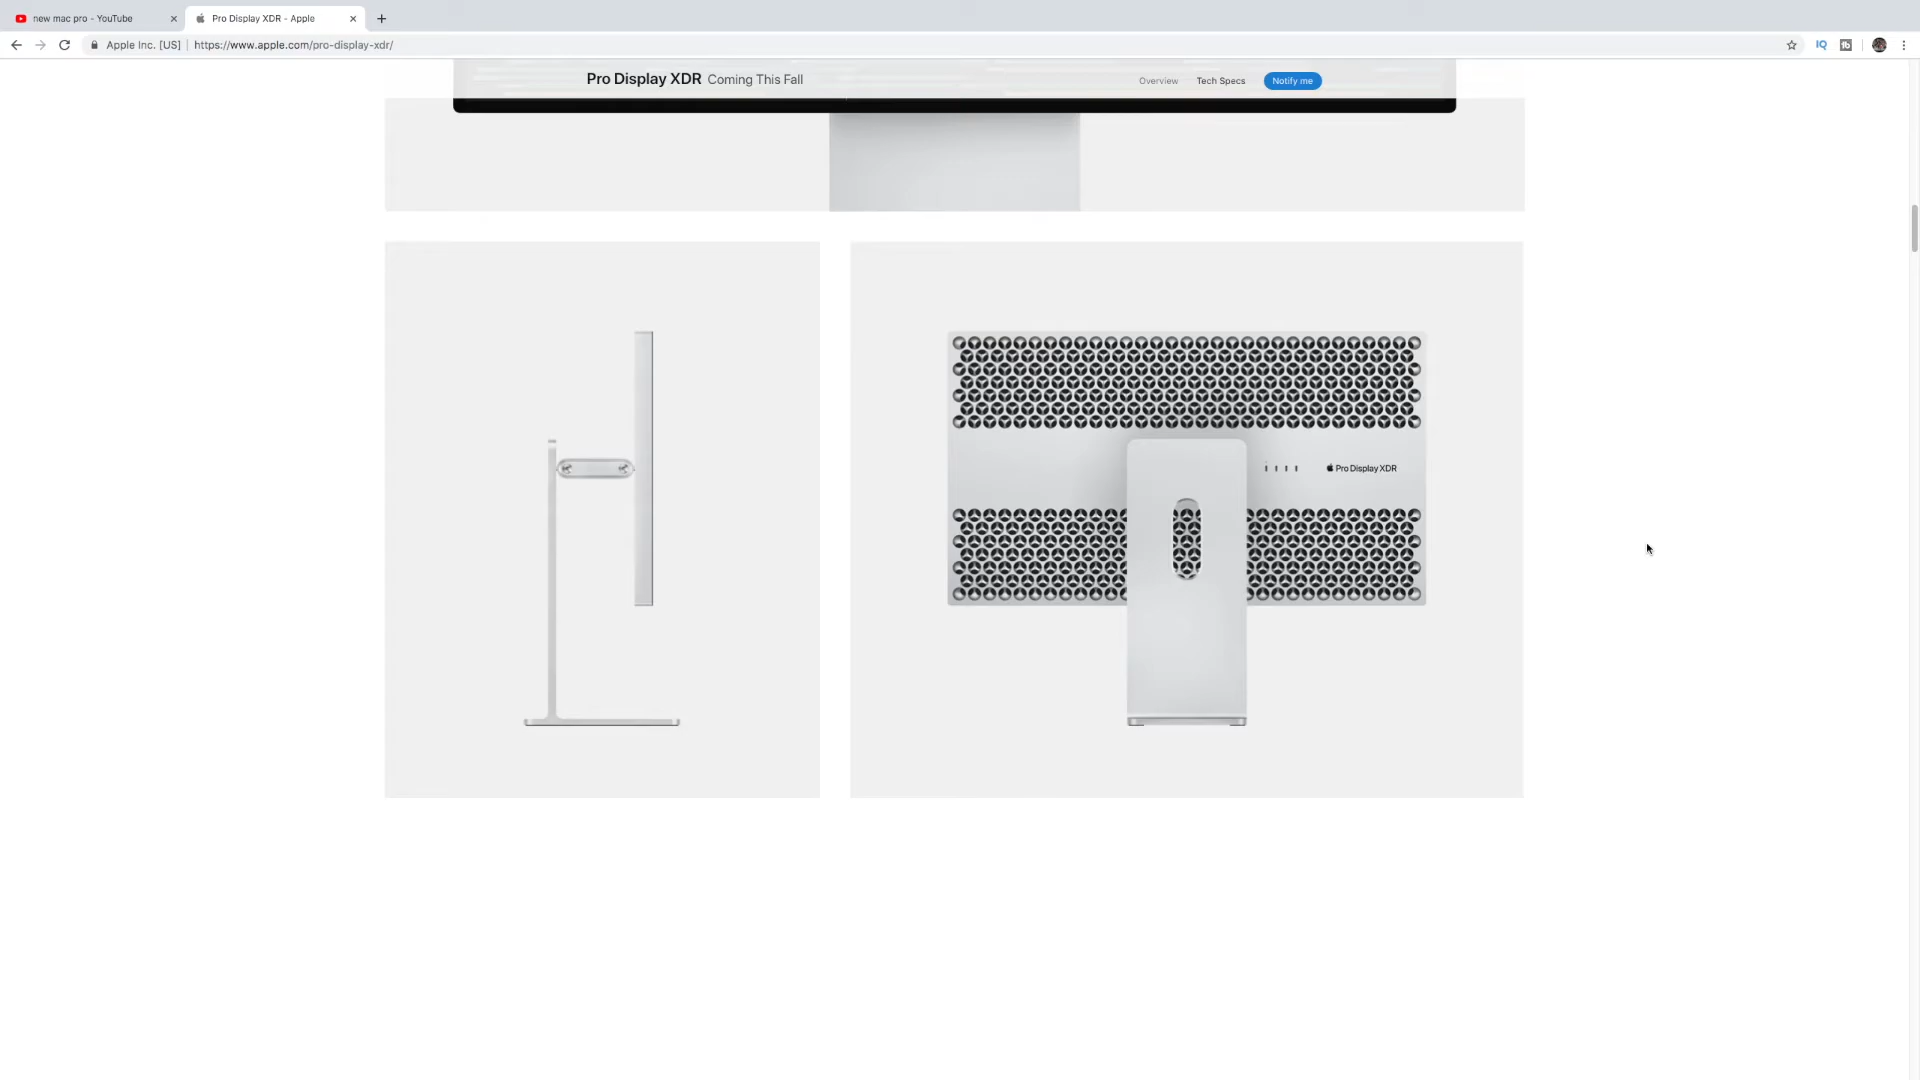 new mac pro - YouTube
Pro Display XDR - Apple
Apple Inc. [US] https://www.apple.com/pro-display-xdr/
IQ
Pro Display XDR Coming This Fall
Overview Tech Specs Notify me
Pro Display XDR